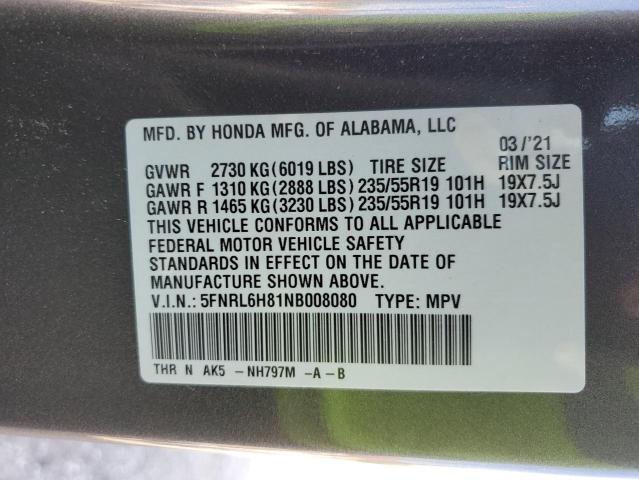 MFD. BY HONDA MFG. OF ALABAMA, LLC
03/'21
GVWR 2730 KG(6019 LBS) TIRE SIZE RIM SIZE
GAWR F 1310 KG(2888 LBS) 235/55R19 101H 19X7.5J
GAWR R 1465 KG(3230 LBS) 235/55R19 101H 19X7.5J
THIS VEHICLE CONFORMS TO ALL APPLICABLE
FEDERAL MOTOR VEHICLE SAFETY
STANDARDS IN EFFECT ON THE DATE OF
MANUFACTURE SHOWN ABOVE.
V.I.N.: 5FNRL6H81NB008080 TYPE: MPV
THR N AK5 -NH797M -A-B